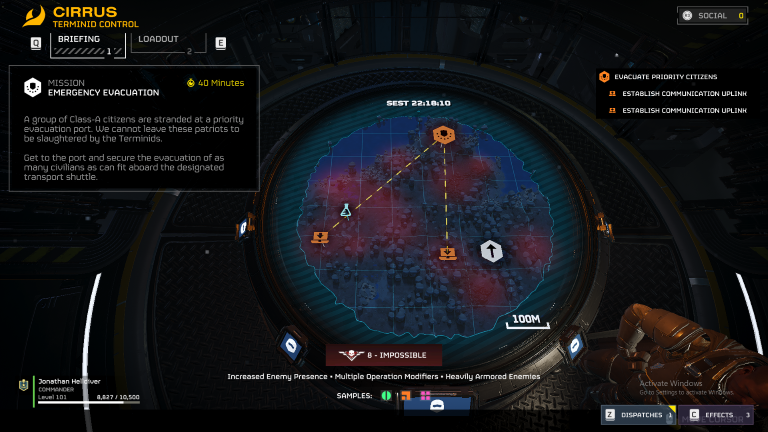 CIRRUS
TERMINID CONTROL
SOCIAL 0
Q
BRIEFING
1
LOADOUT
2
E
MISSION
EMERGENCY EVACUATION
40 Minutes
A group of Class-A citizens are stranded at a priority
evacuation port. We cannot leave these patriots to
be slaughtered by the Terminids.
Get to the port and secure the evacuation of as
many civilians as can fit aboard the designated
transport shuttle.
EVACUATE PRIORITY CITIZENS
ESTABLISH COMMUNICATION UPLINK
ESTABLISH COMMUNICATION UPLINK
SEST 22:18:10
100M
8 - IMPOSSIBLE
Increased Enemy Presence • Multiple Operation Modifiers • Heavily Armored Enemies
SAMPLES:
Jonathan Helldiver
COMMANDER
Level 101
8,827 / 10,500
Activate Windows
Go to Settings to activate Windows.
Z DISPATCHES 1
C EFFECTS 3
CURSOR